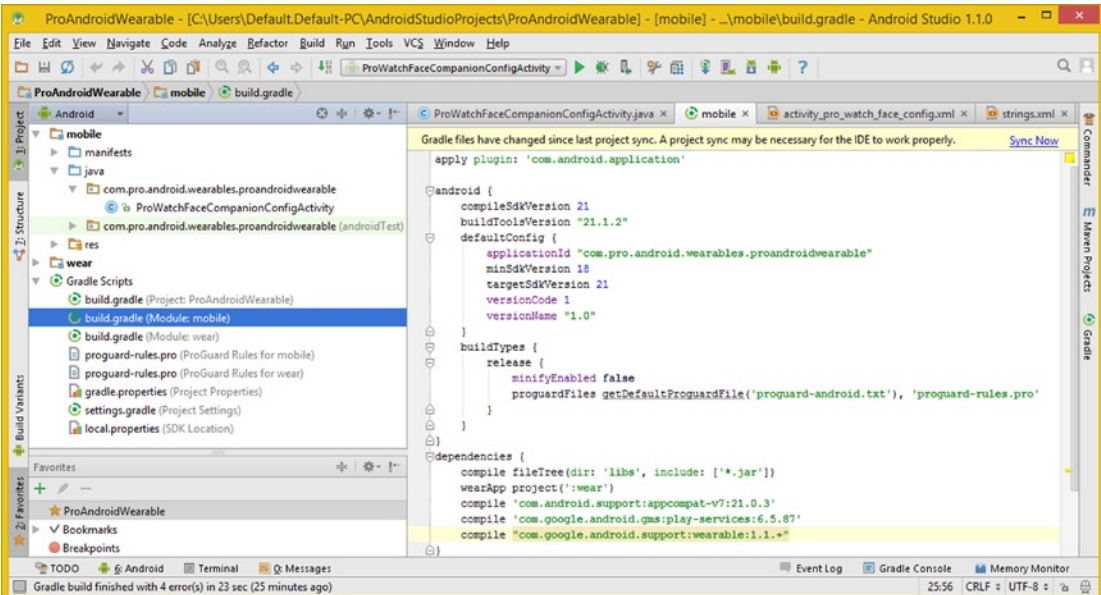 ProAndroidWearable - [C:\Users\Default.Default-PC\AndroidStudioProjects\ProAndroidWearable] - [mobile] - ...\mobile\build.gradle - Android Studio 1.1.0
File Edit View Navigate Code Analyze Refactor Build Run Tools VCS Window Help
ProWatchFaceCompanionConfigActivity
ProAndroidWearable mobile build.gradle
1: Project
7: Structure
Build Variants
2: Favorites
Android
mobile
manifests
java
com.pro.android.wearables.proandroidwearable
ProWatchFaceCompanionConfigActivity
com.pro.android.wearables.proandroidwearable (androidTest)
res
wear
Gradle Scripts
build.gradle (Project: ProAndroidWearable)
build.gradle (Module: mobile)
build.gradle (Module: wear)
proguard-rules.pro (ProGuard Rules for mobile)
proguard-rules.pro (ProGuard Rules for wear)
gradle.properties (Project Properties)
settings.gradle (Project Settings)
local.properties (SDK Location)
Favorites
ProAndroidWearable
Bookmarks
Breakpoints
ProWatchFaceCompanionConfigActivity.java mobile activity_pro_watch_face_config.xml strings.xml
Gradle files have changed since last project sync. A project sync may be necessary for the IDE to work properly. Sync Now
apply plugin: 'com.android.application'
android {
compileSdkVersion 21
buildToolsVersion "21.1.2"
defaultConfig {
applicationId "com.pro.android.wearables.proandroidwearable"
minSdkVersion 18
targetSdkVersion 21
versionCode 1
versionName "1.0"
}
buildTypes {
release {
minifyEnabled false
proguardFiles getDefaultProguardFile('proguard-android.txt'), 'proguard-rules.pro'
}
}
}
dependencies {
compile fileTree(dir: 'libs', include: ['*.jar'])
wearApp project(':wear')
compile 'com.android.support:appcompat-v7:21.0.3'
compile 'com.google.android.gms:play-services:6.5.87'
compile "com.google.android.support:wearable:1.1.+"
}
Commander
Maven Projects
Gradle
TODO 6: Android Terminal 0: Messages Event Log Gradle Console Memory Monitor
Gradle build finished with 4 error(s) in 23 sec (25 minutes ago) 25:56 CRLF UTF-8